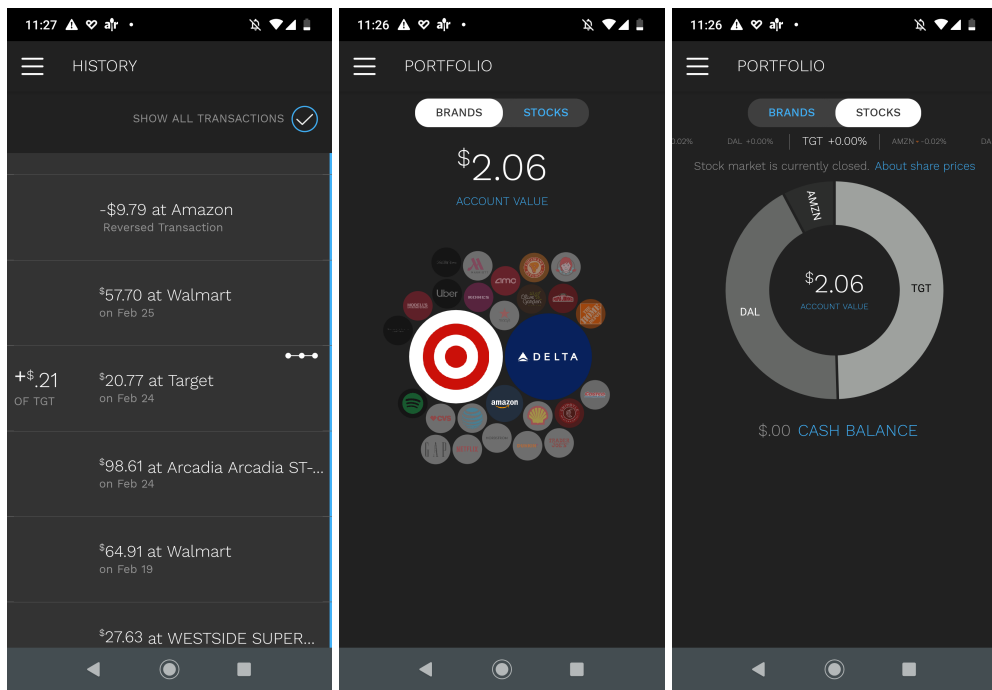 11:27
HISTORY
SHOW ALL TRANSACTIONS
-$9.79 at Amazon
Reversed Transaction
$57.70 at Walmart
on Feb 25
+$.21
OF TGT
$20.77 at Target
on Feb 24
$98.61 at Arcadia Arcadia ST-...
on Feb 24
$64.91 at Walmart
on Feb 19
$27.63 at WESTSIDE SUPER...
11:26
PORTFOLIO
BRANDS STOCKS
$2.06
ACCOUNT VALUE
amc
Uber
DELTA
amazon
CVS
GAP
11:26
PORTFOLIO
BRANDS STOCKS
0.02% DAL +0.00% TGT +0.00% AMZN - -0.02% DA
Stock market is currently closed. About share prices
AMZN
$2.06
ACCOUNT VALUE
TGT
DAL
$.00 CASH BALANCE